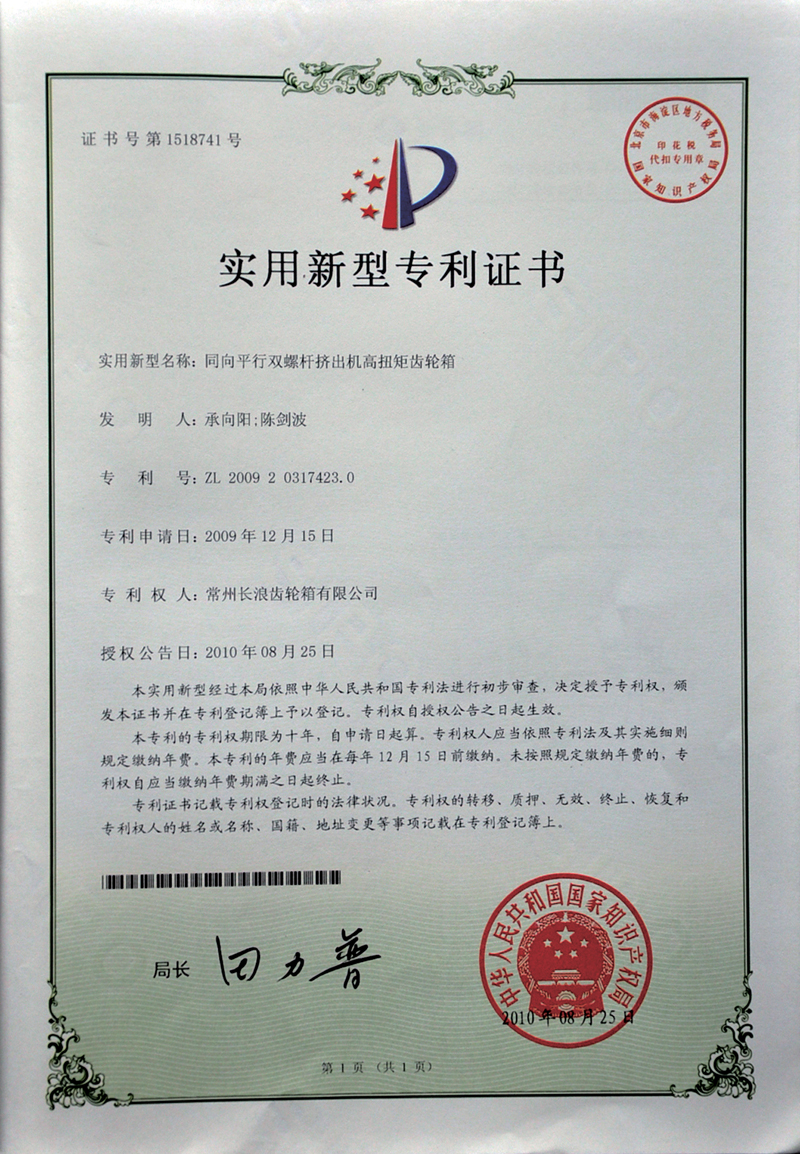 证书号第1518741号
北京市海淀区地方税务局
印花税
代扣专用章
国家知识产权局
实用新型专利证书
实用新型名称：同向平行双螺杆挤出机高扭矩齿轮箱
发明人：承向阳;陈剑波
专利号：ZL 2009 2 0317423.0
专利申请日：2009年12月15日
专利权人：常州长浪齿轮箱有限公司
授权公告日：2010年08月25日
本实用新型经过本局依照中华人民共和国专利法进行初步审查，决定授予专利权，颁
发本证书并在专利登记簿上予以登记。专利权自授权公告之日起生效。
本专利的专利权期限为十年，自申请日起算。专利权人应当依照专利法及其实施细则
规定缴纳年费。本专利的年费应当在每年12月15日前缴纳。未按照规定缴纳年费的，专
利权自应当缴纳年费期满之日起终止。
专利证书记载专利权登记时的法律状况。专利权的转移、质押、无效、终止、恢复和
专利权人的姓名或名称、国籍、地址变更等事项记载在专利登记簿上。
局长 田力普
中华人民共和国国家知识产权局
2010年08月25日
第1页（共1页）